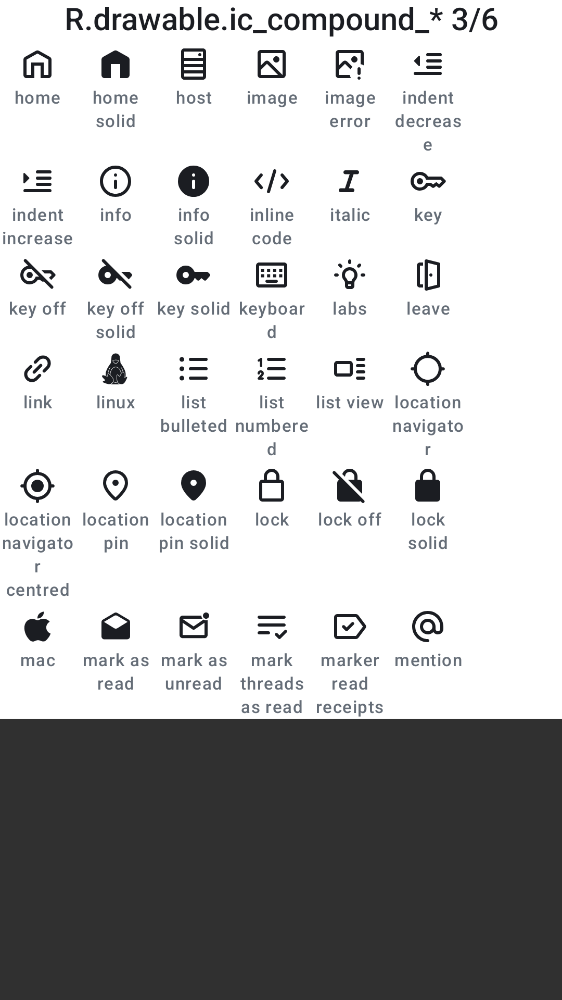 R.drawable.ic_compound_* 3/6
home
home
solid
host
image
image
error
indent
decreas
e
indent
increase
info
info
solid
inline
code
italic
key
key off
key off
solid
key solid
keyboar
d
labs
leave
link
linux
list
bulleted
list
numbere
d
list view
location
navigato
r
location
navigato
r
centred
location
pin
location
pin solid
lock
lock off
lock
solid
mac
mark as
read
mark as
unread
mark
threads
as read
marker
read
receipts
mention